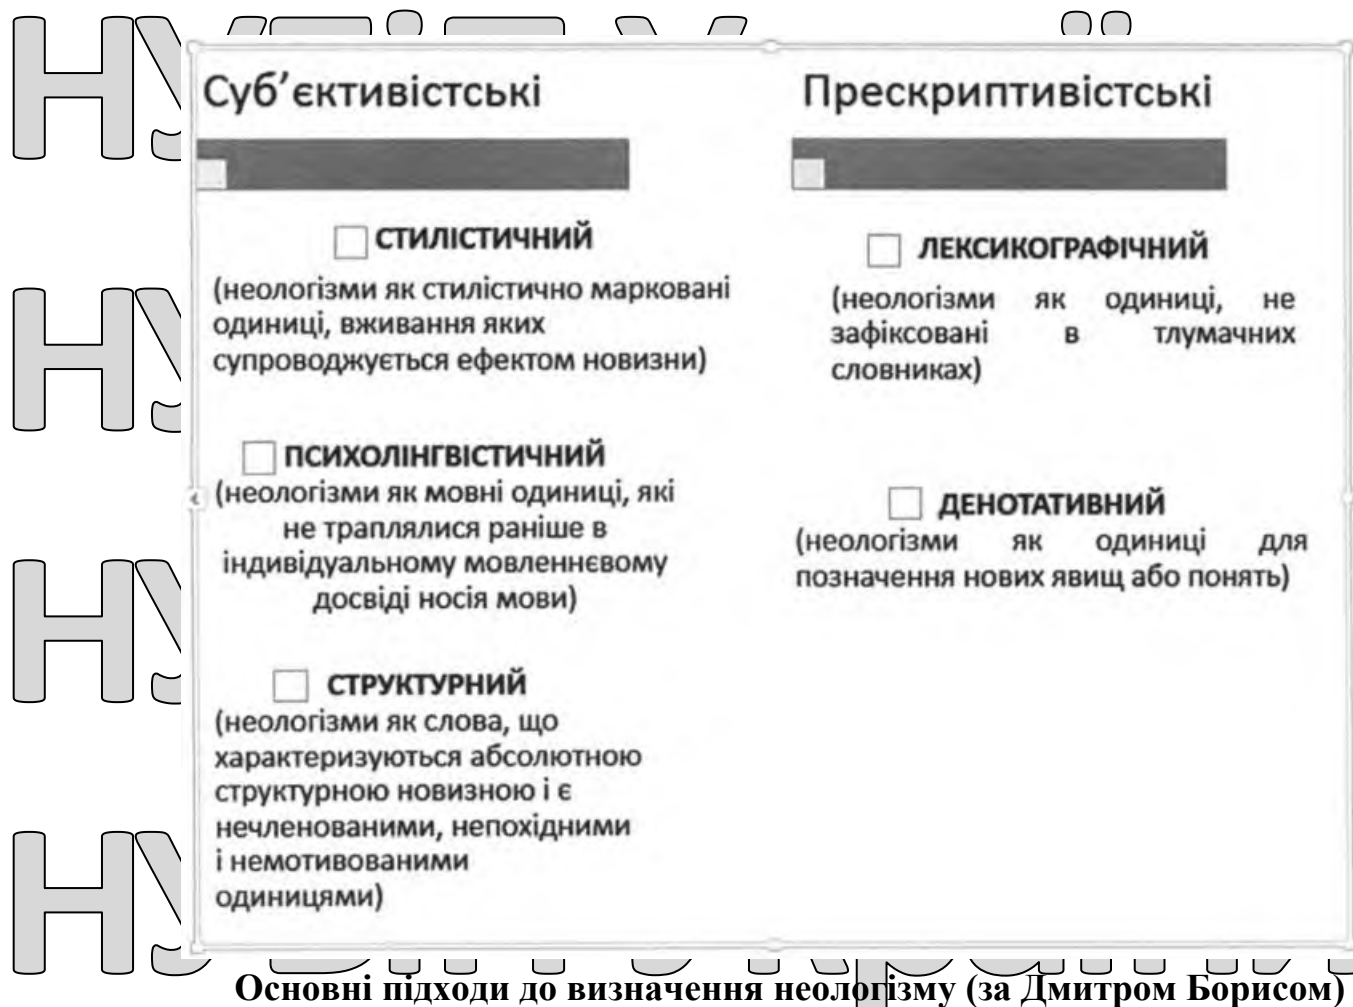 Суб’єктивістські
СТИЛІСТИЧНИЙ
(неологізми як стилістично марковані
одиниці, вживання яких
супроводжується ефектом новизни)
ПСИХОЛІНГВІСТИЧНИЙ
(неологізми як мовні одиниці, які
не траплялися раніше в
індивідуальному мовленнєвому
досвіді носія мови)
СТРУКТУРНИЙ
(неологізми як слова, що
характеризуються абсолютною
структурною новизною і є
нечленованими, непохідними
і немотивованими
одиницями)
Прескриптивістські
ЛЕКСИКОГРАФІЧНИЙ
(неологізми як одиниці, не
зафіксовані в тлумачних
словниках)
ДЕНОТАТИВНИЙ
(неологізми як одиниці для
позначення нових явищ або понять)
Основні підходи до визначення неологізму (за Дмитром Борисом)